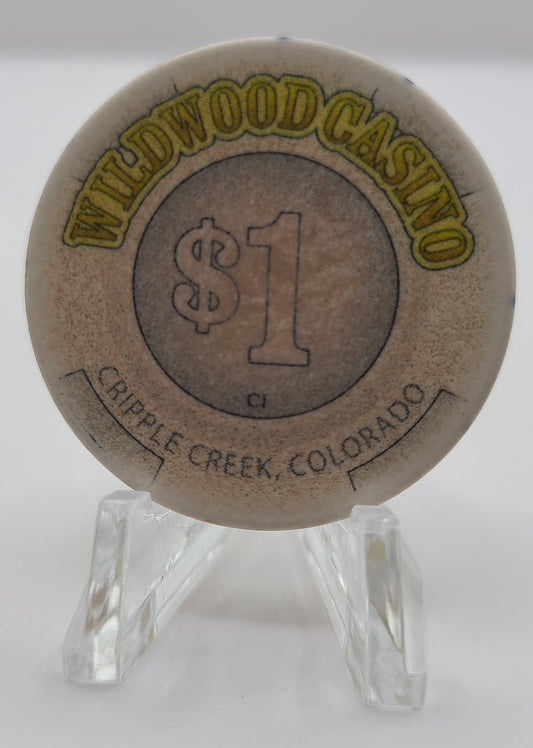 WILDWOOD CASINO
$1
CJ
CRIPPLE CREEK, COLORADO